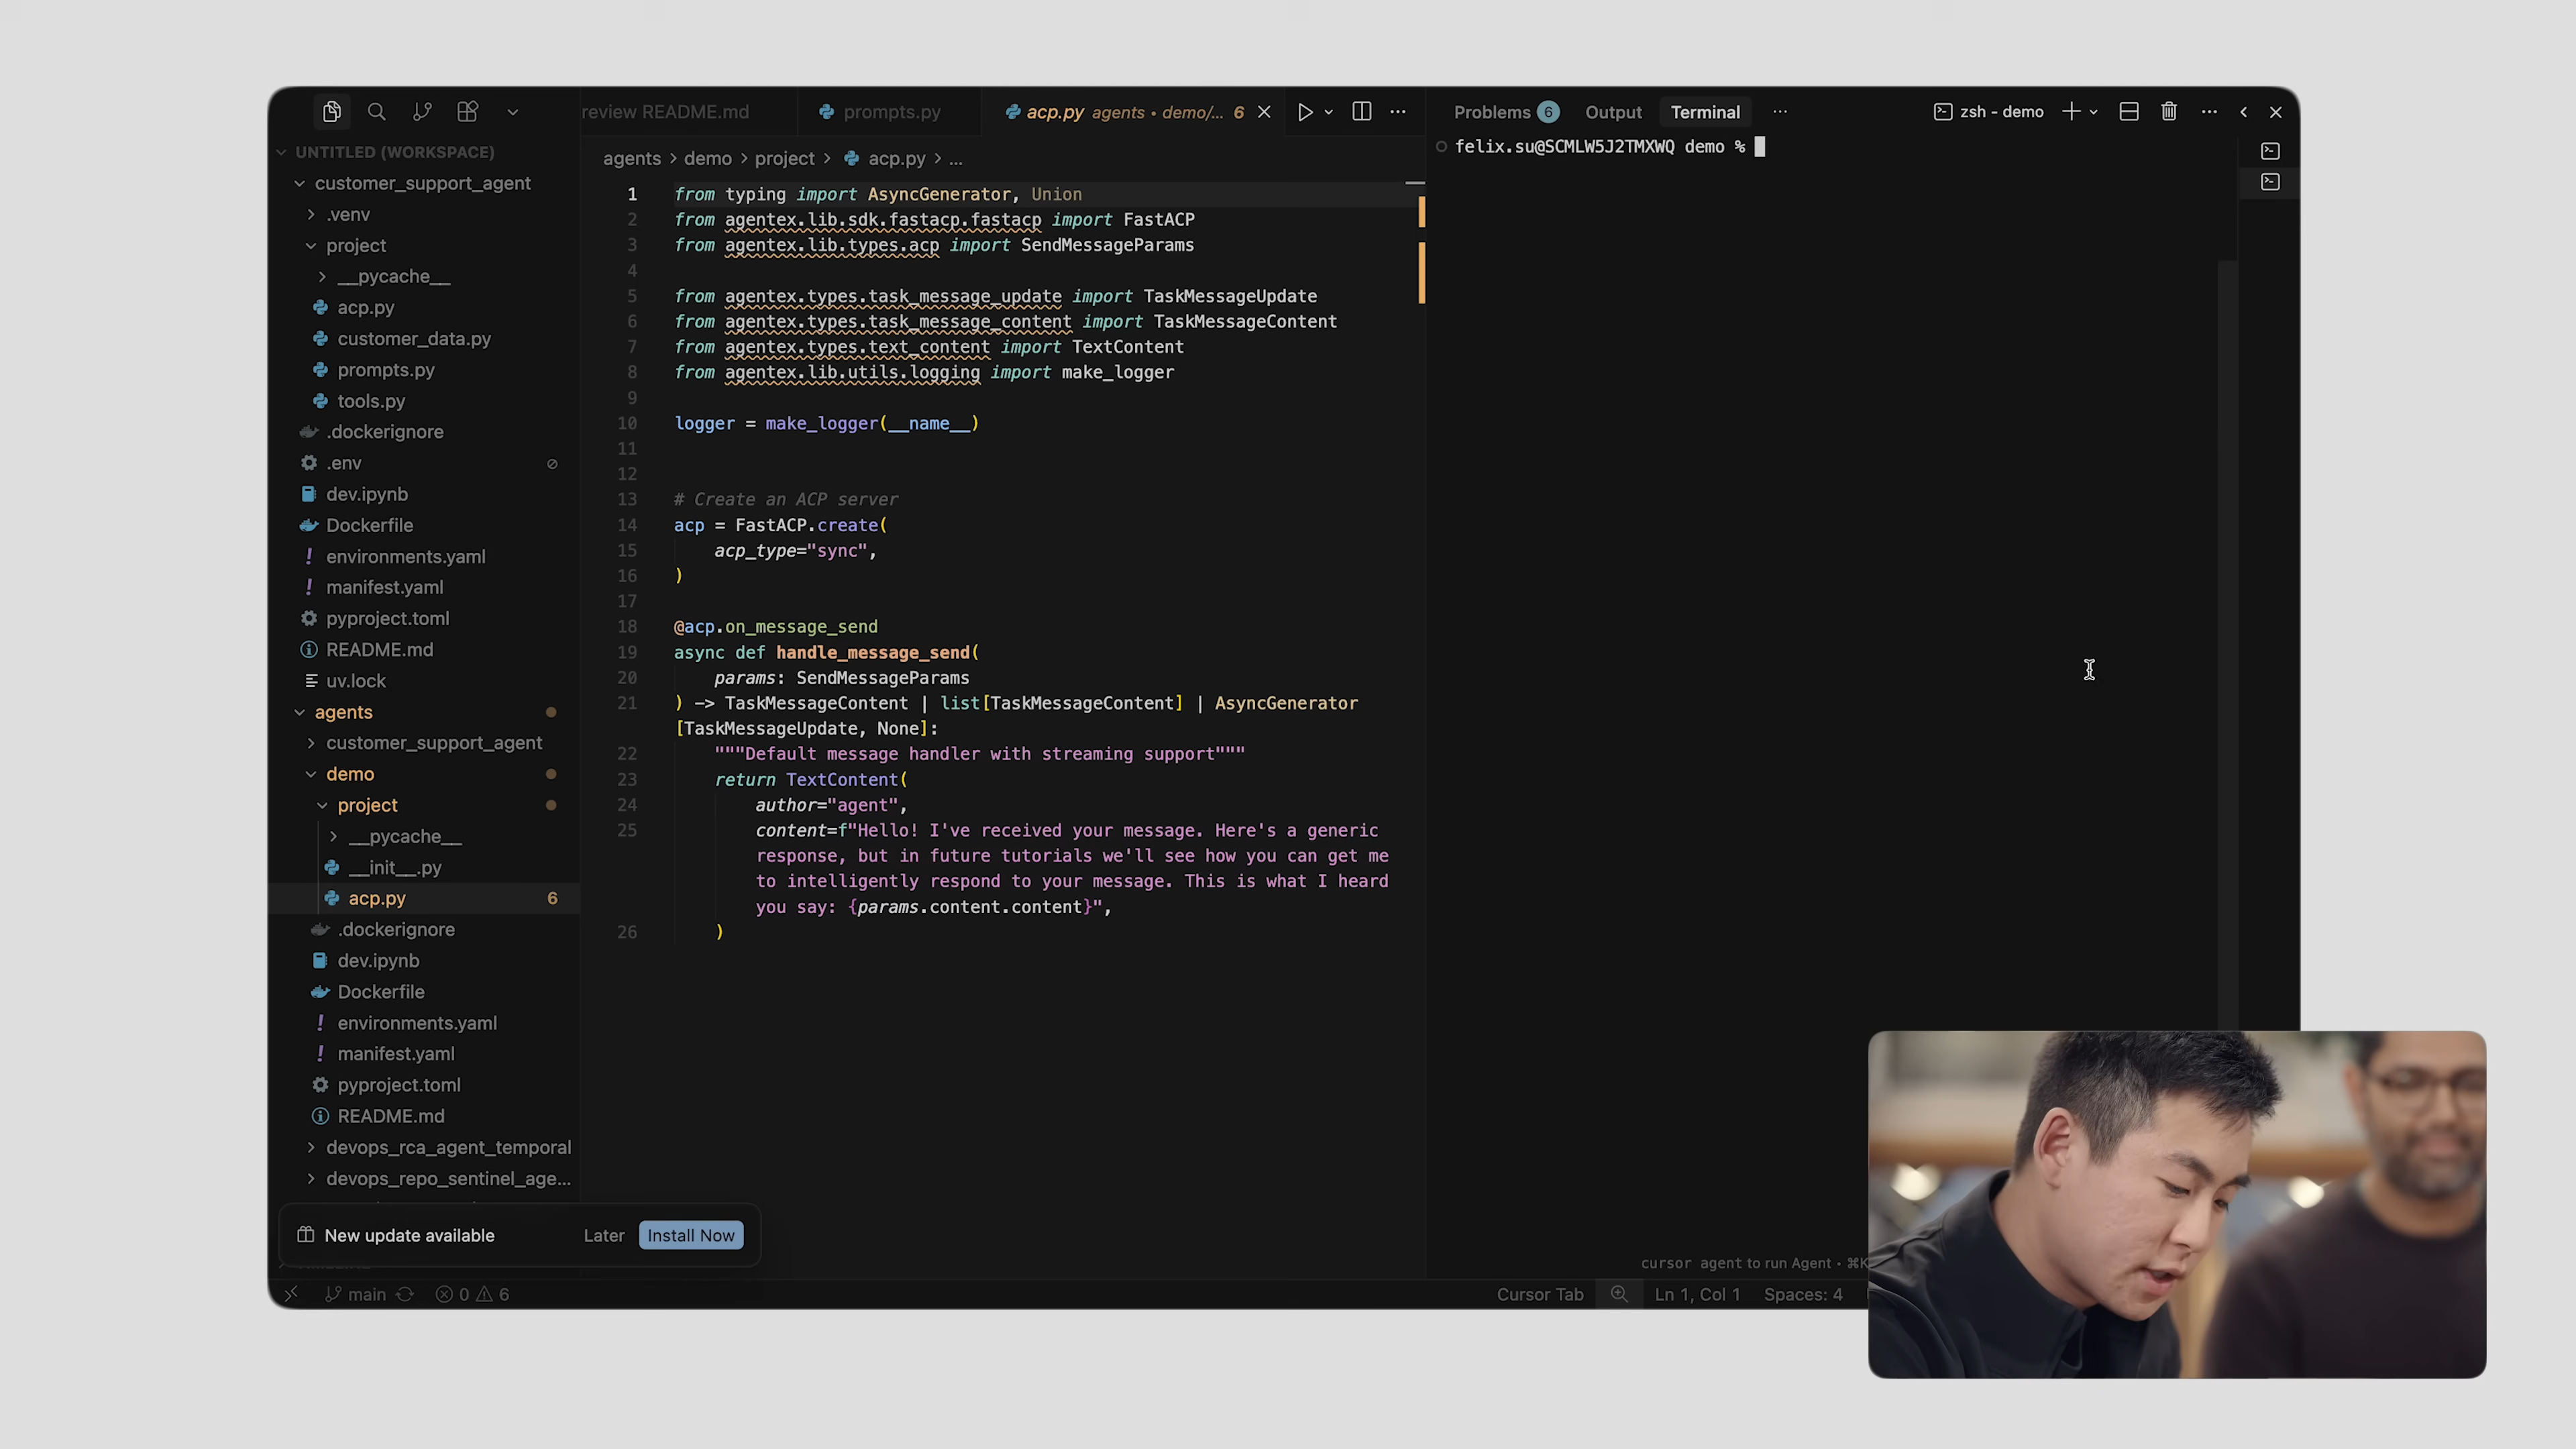 review README.md
prompts.py
acp.py agents • demo/... 6
Problems 6
Output
Terminal
zsh - demo
UNTITLED (WORKSPACE)
customer_support_agent
.venv
project
__pycache__
acp.py
customer_data.py
prompts.py
tools.py
.dockerignore
.env
dev.ipynb
Dockerfile
environments.yaml
manifest.yaml
pyproject.toml
README.md
uv.lock
agents
customer_support_agent
demo
project
__pycache__
__init__.py
acp.py 6
.dockerignore
dev.ipynb
Dockerfile
environments.yaml
manifest.yaml
pyproject.toml
README.md
devops_rca_agent_temporal
devops_repo_sentinel_age...
New update available
Later
Install Now
agents > demo > project > acp.py > ...
1 from typing import AsyncGenerator, Union
2 from agentex.lib.sdk.fastacp.fastacp import FastACP
3 from agentex.lib.types.acp import SendMessageParams
4
5 from agentex.types.task_message_update import TaskMessageUpdate
6 from agentex.types.task_message_content import TaskMessageContent
7 from agentex.types.text_content import TextContent
8 from agentex.lib.utils.logging import make_logger
9
10 logger = make_logger(__name__)
11
12
13 # Create an ACP server
14 acp = FastACP.create(
15 acp_type="sync",
16 )
17
18 @acp.on_message_send
19 async def handle_message_send(
20 params: SendMessageParams
21 ) -> TaskMessageContent | list[TaskMessageContent] | AsyncGenerator
[TaskMessageUpdate, None]:
22 """Default message handler with streaming support"""
23 return TextContent(
24 author="agent",
25 content=f"Hello! I've received your message. Here's a generic
response, but in future tutorials we'll see how you can get me
to intelligently respond to your message. This is what I heard
you say: {params.content.content}",
26 )
felix.su@SCMLW5J2TMXWQ demo %
cursor agent to run Agent • ⌘K
main
0 6
Cursor Tab
Ln 1, Col 1
Spaces: 4